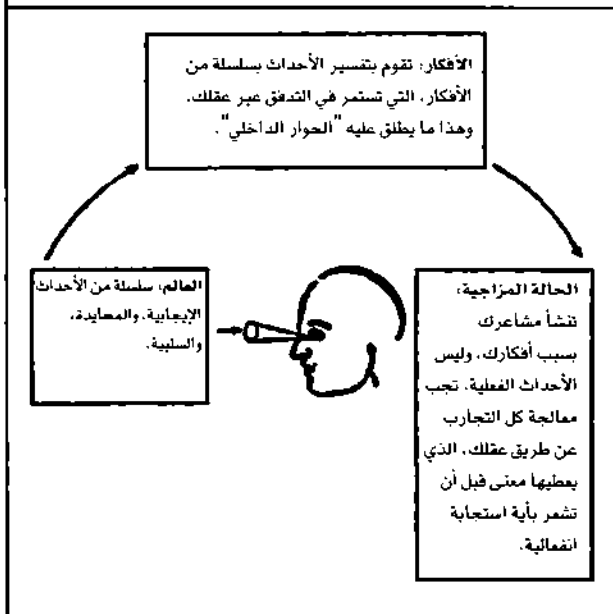 الأفكار: تقوم بتفسير الأحداث بسلسلة من
الأفكار، التي تستمر في التدفق عبر عقلك.
وهذا ما يطلق عليه "الحوار الداخلي".
العالم: سلسلة من الأحداث
الإيجابية، والمحايدة،
والسلبية.
الحالة المزاجية:
تنشأ مشاعرك
بسبب أفكارك، وليس
الأحداث الفعلية. تجب
معالجة كل التجارب
عن طريق عقلك، الذي
يعطيها معنى قبل أن
تشعر بأية استجابة
انفعالية.